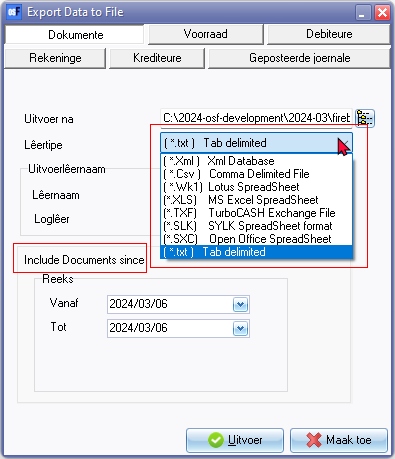 Export Data to File
Dokumente Voorraad Debiteure
Rekeninge Krediteure Geposteerde joernale
Uitvoer na C:\2024-osf-development\2024-03\fireb
Lêertipe (*.txt) Tab delimited
(*.Xml) Xml Database
(*.Csv) Comma Delimited File
(*.Wk1) Lotus SpreadSheet
(*.XLS) MS Excel SpreadSheet
(*.TXF) TurboCASH Exchange File
(*.SLK) SYLK SpreadSheet format
(*.SXC) Open Office SpreadSheet
(*.txt) Tab delimited
Uitvoerlêernaam
Lêernaam
Loglêer
Include Documents since
Reeks
Vanaf 2024/03/06
Tot 2024/03/06
Uitvoer Maak toe